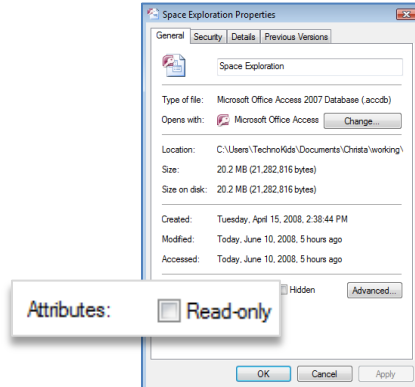 Space Exploration Properties
General Security Details Previous Versions
Space Exploration
Type of file: Microsoft Office Access 2007 Database (.accdb)
Opens with: Microsoft Office Access Change...
Location: C:\Users\TechnoKids\Documents\Christa\working\
Size: 20.2 MB (21,282,816 bytes)
Size on disk: 20.2 MB (21,282,816 bytes)
Created: Tuesday, April 15, 2008, 2:38:44 PM
Modified: Today, June 10, 2008, 5 hours ago
Accessed: Today, June 10, 2008, 5 hours ago
Attributes: Read-only Hidden Advanced...
OK Cancel Apply